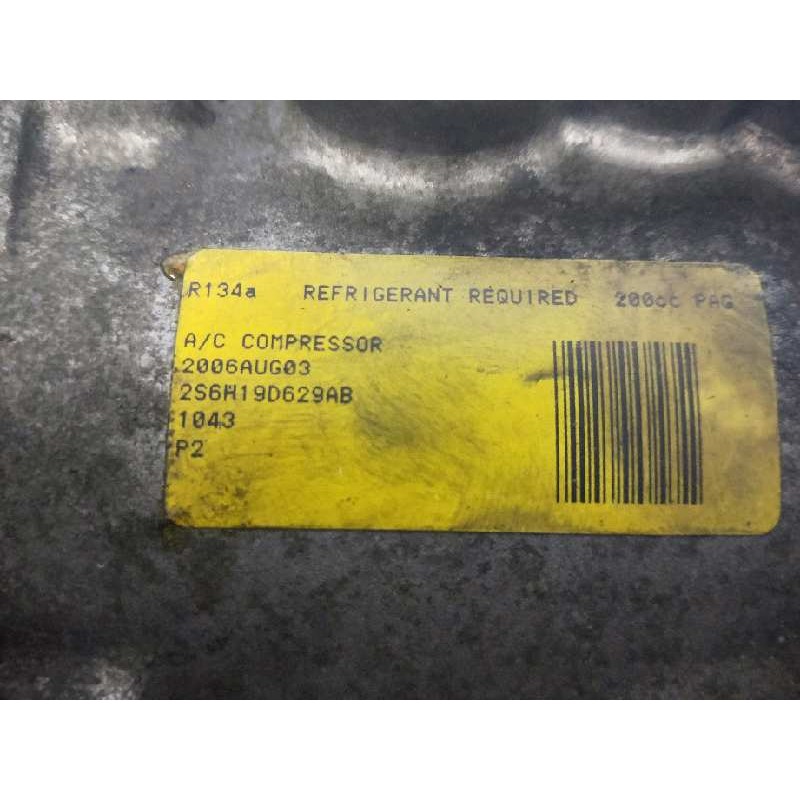 R134a REFRIGERANT REQUIRED 200cc PAG
A/C COMPRESSOR
2006AUG03
2S6H19D629AB
1043
P2